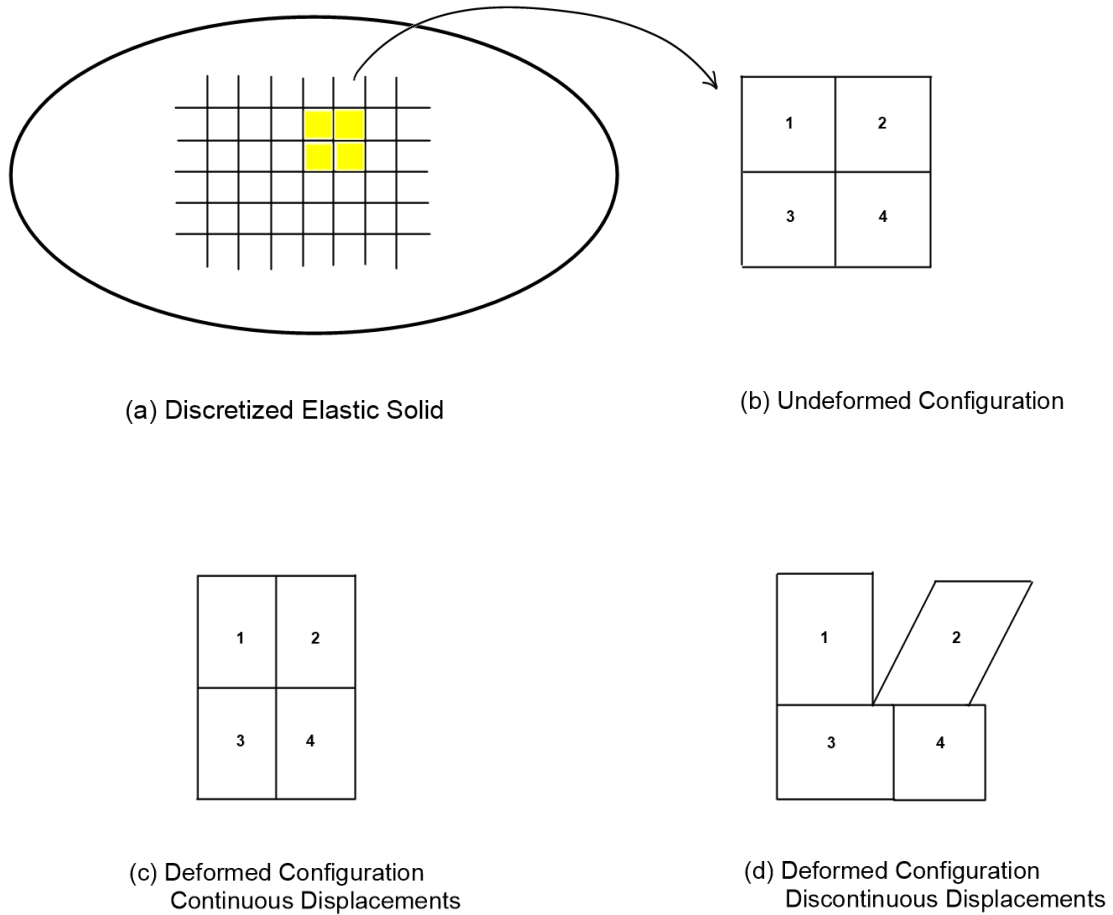 1
2
3
4
(a) Discretized Elastic Solid
(b) Undeformed Configuration
1
2
3
4
(c) Deformed Configuration
Continuous Displacements
1
2
3
4
(d) Deformed Configuration
Discontinuous Displacements